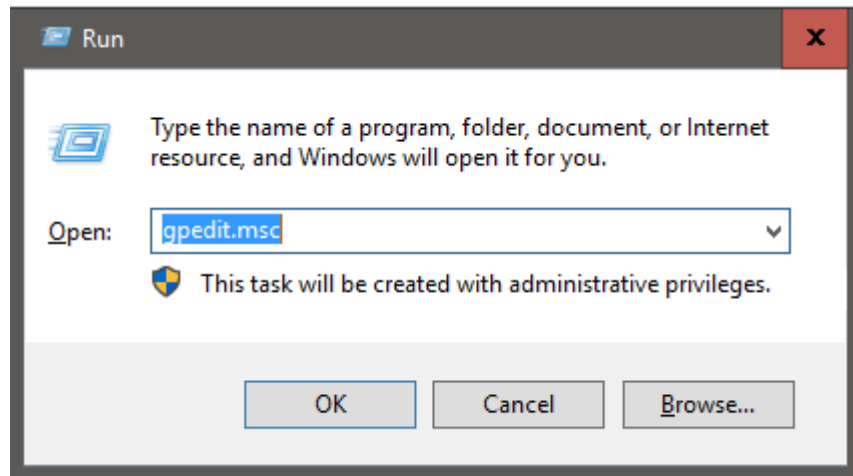 Run
x
Type the name of a program, folder, document, or Internet
resource, and Windows will open it for you.
Open: gpedit.msc
This task will be created with administrative privileges.
OK Cancel Browse...